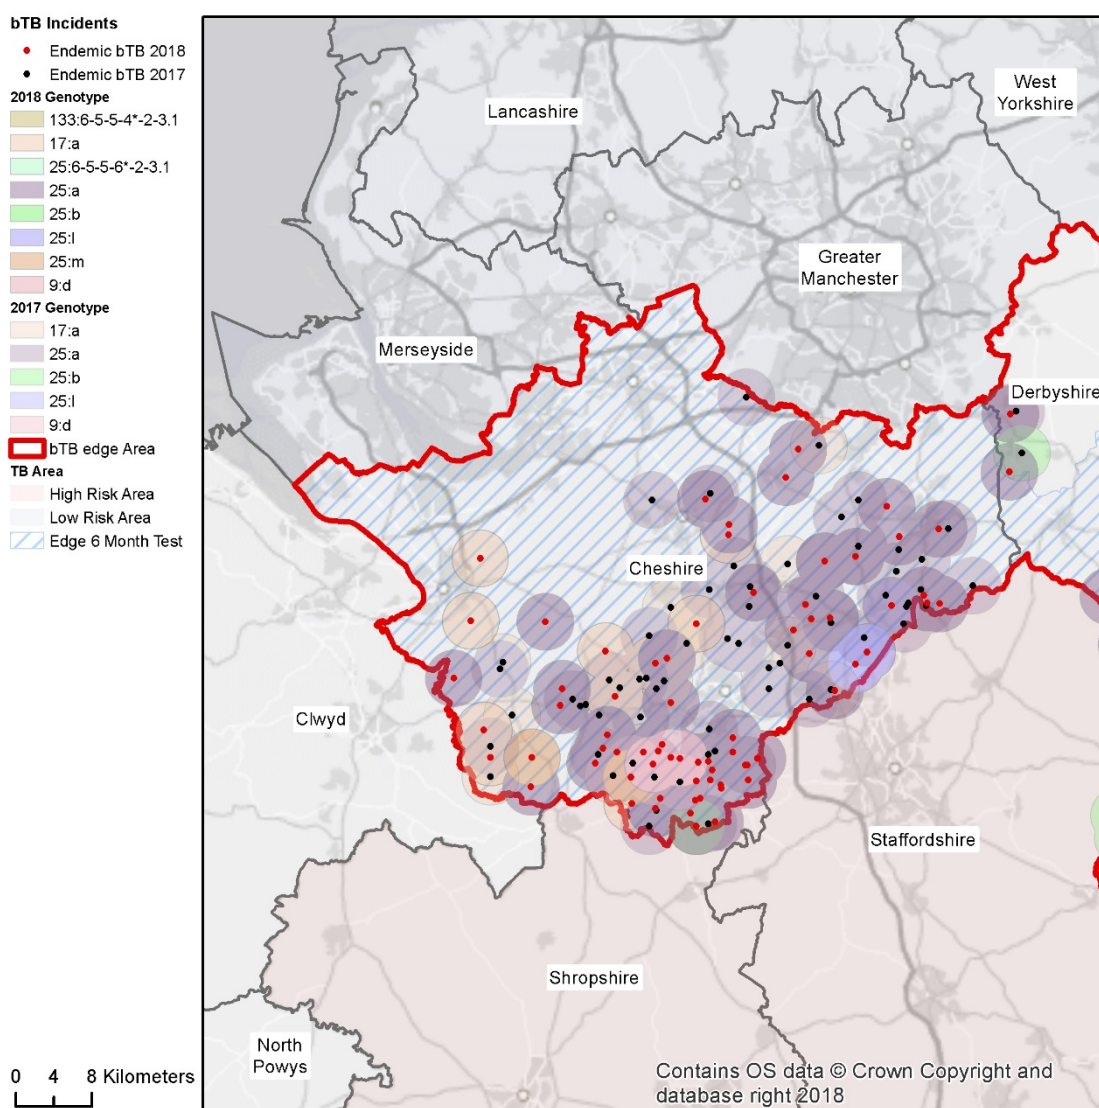 bTB Incidents
Endemic bTB 2018
Endemic bTB 2017
2018 Genotype
133:6-5-5-4*-2-3.1
17:a
25:6-5-5-6*-2-3.1
25:a
25:b
25:l
25:m
9:d
2017 Genotype
17:a
25:a
25:b
25:l
9:d
bTB edge Area
TB Area
High Risk Area
Low Risk Area
Edge 6 Month Test
0 4 8 Kilometers
West
Yorkshire
Lancashire
Greater
Manchester
Merseyside
Derbyshire
Cheshire
Clwyd
Staffordshire
Shropshire
North
Powys
Contains OS data © Crown Copyright and
database right 2018